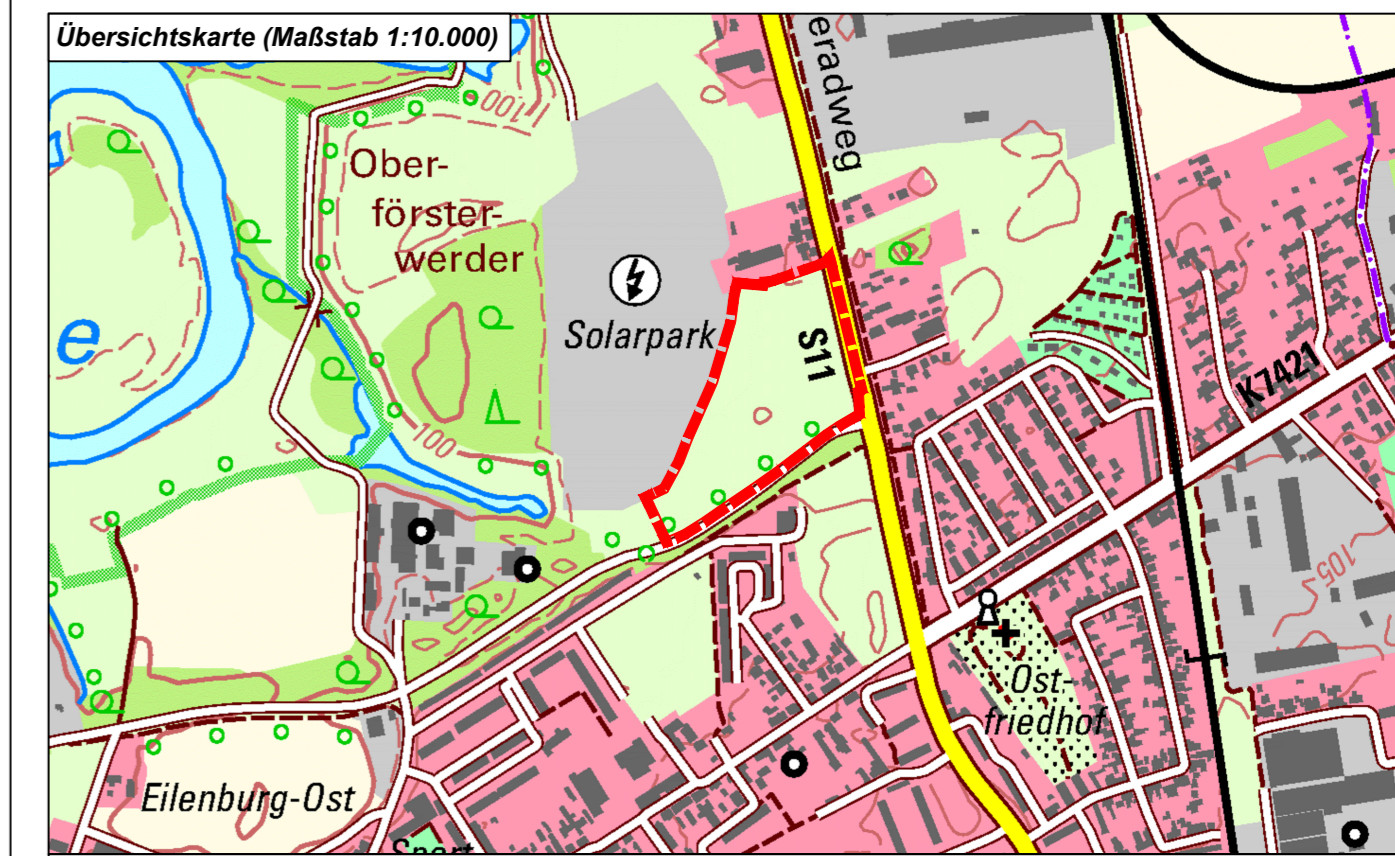 Übersichtskarte (Maßstab 1:10.000)
eradweg
100
Ober-
förster-
werder
e
Solarpark
S11
K7421
100
105
Ost-
friedhof
Eilenburg-Ost